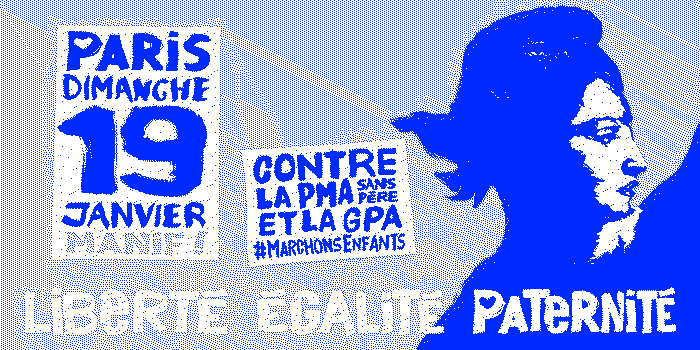 PARiS
DIMANCHE
19
JANVIER
MANIF!
CONTRE
LA PMA SANS PÈRE
ET LA GPA
#MARCHONSENFANTS
LiBeRTÉ ÉGALiTÉ PATeRNiTÉ